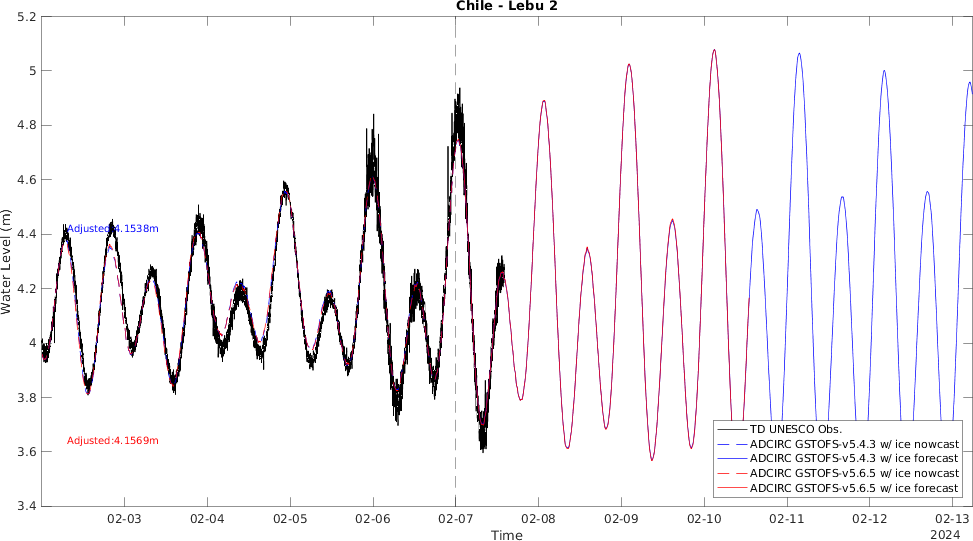 Chile - Lebu 2
5.2
5
4.8
4.6
4.4
4.2
4
3.8
3.6
3.4
Water Level (m)
Adjusted:4.1538m
Adjusted:4.1569m
TD UNESCO Obs.
ADCIRC GSTOFS-v5.4.3 w/ ice nowcast
ADCIRC GSTOFS-v5.4.3 w/ ice forecast
ADCIRC GSTOFS-v5.6.5 w/ ice nowcast
ADCIRC GSTOFS-v5.6.5 w/ ice forecast
02-03 02-04 02-05 02-06 02-07 02-08 02-09 02-10 02-11 02-12 02-13
Time
2024